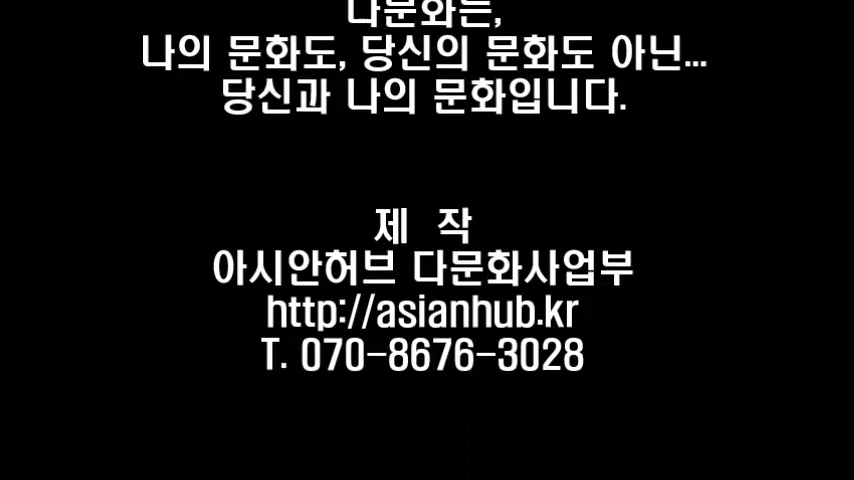 다문화는,
나의 문화도, 당신의 문화도 아닌...
당신과 나의 문화입니다.
제 작
아시안허브 다문화사업부
http://asianhub.kr
T. 070-8676-3028